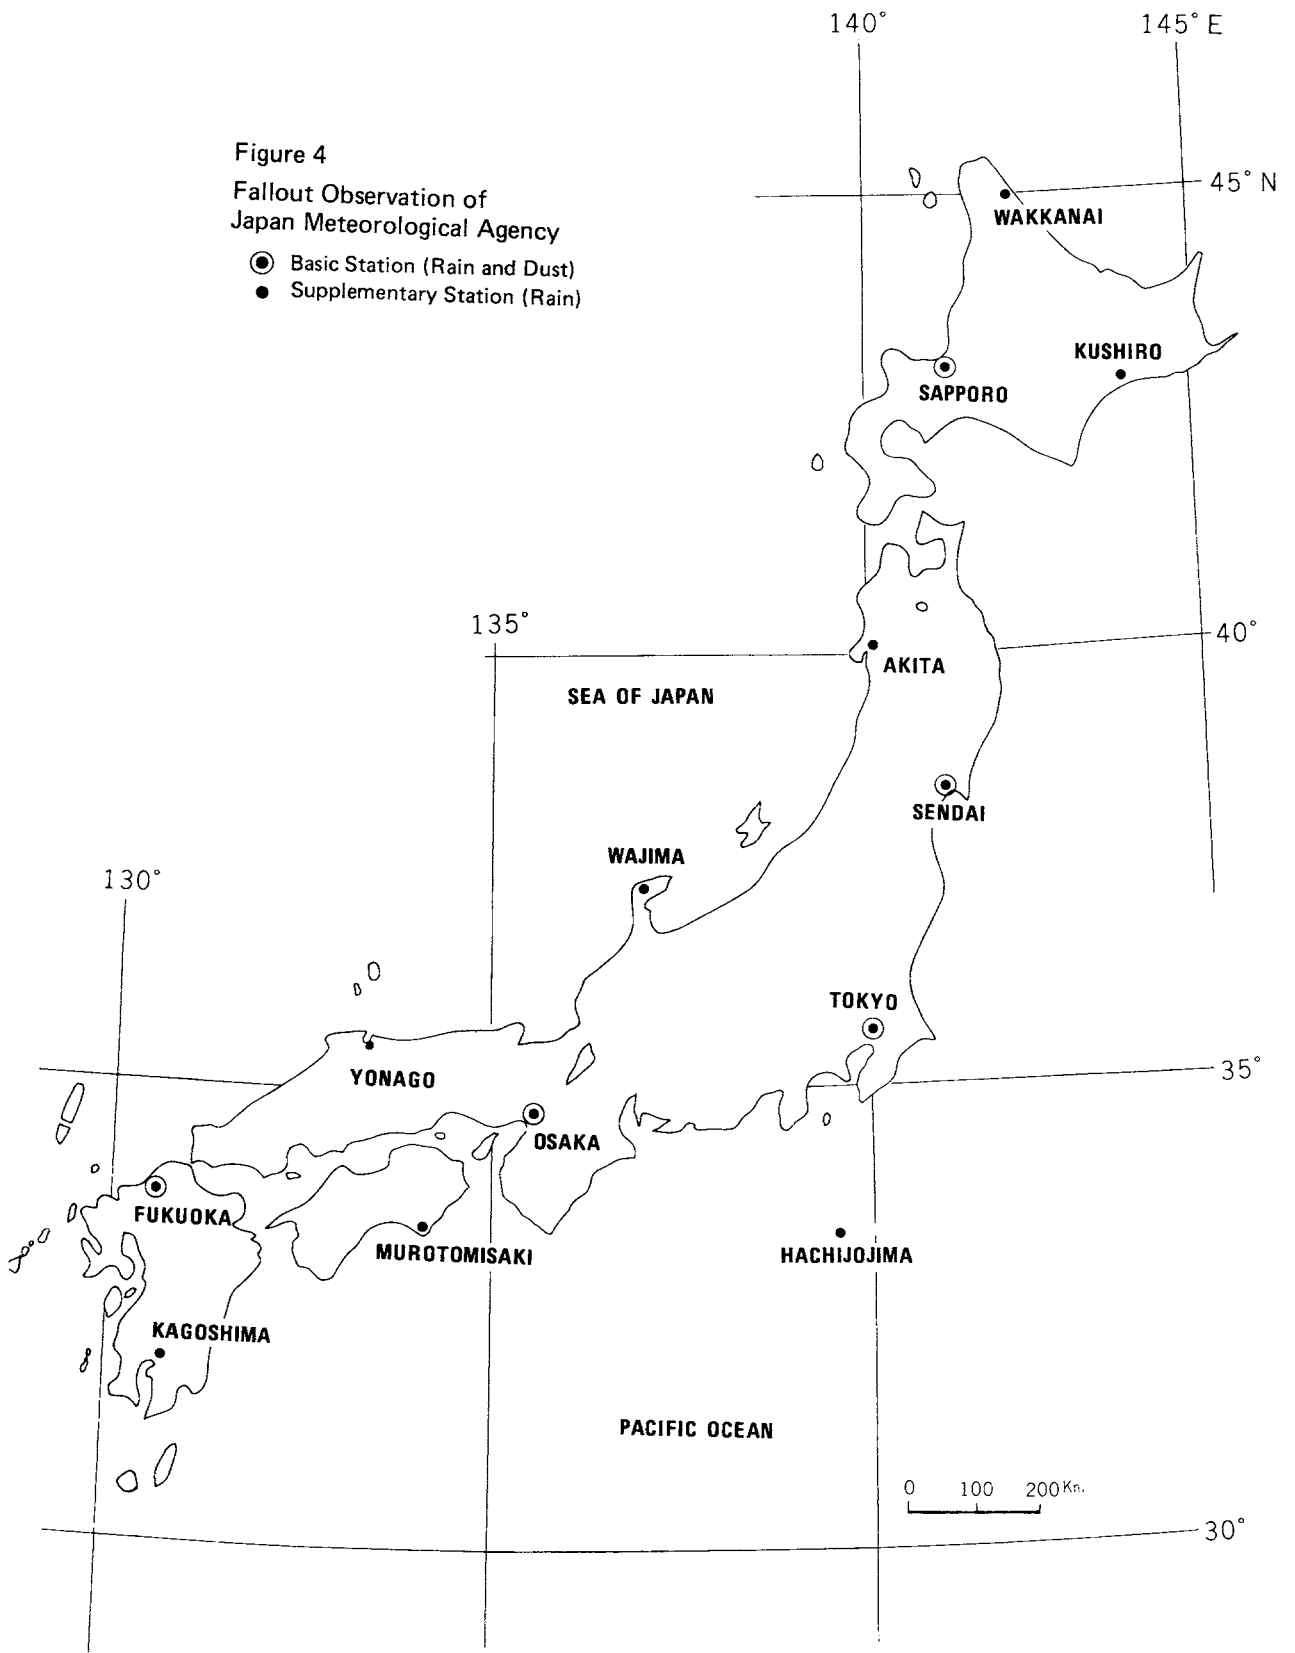 140°
145° E
Figure 4
Fallout Observation of
Japan Meteorological Agency
Basic Station (Rain and Dust)
Supplementary Station (Rain)
45° N
WAKKANAI
KUSHIRO
SAPPORO
135°
40°
AKITA
SEA OF JAPAN
SENDAI
WAJIMA
130°
TOKYO
35°
YONAGO
OSAKA
FUKUOKA
MUROTOMISAKI
HACHIJOJIMA
KAGOSHIMA
PACIFIC OCEAN
0 100 200 Km.
30°